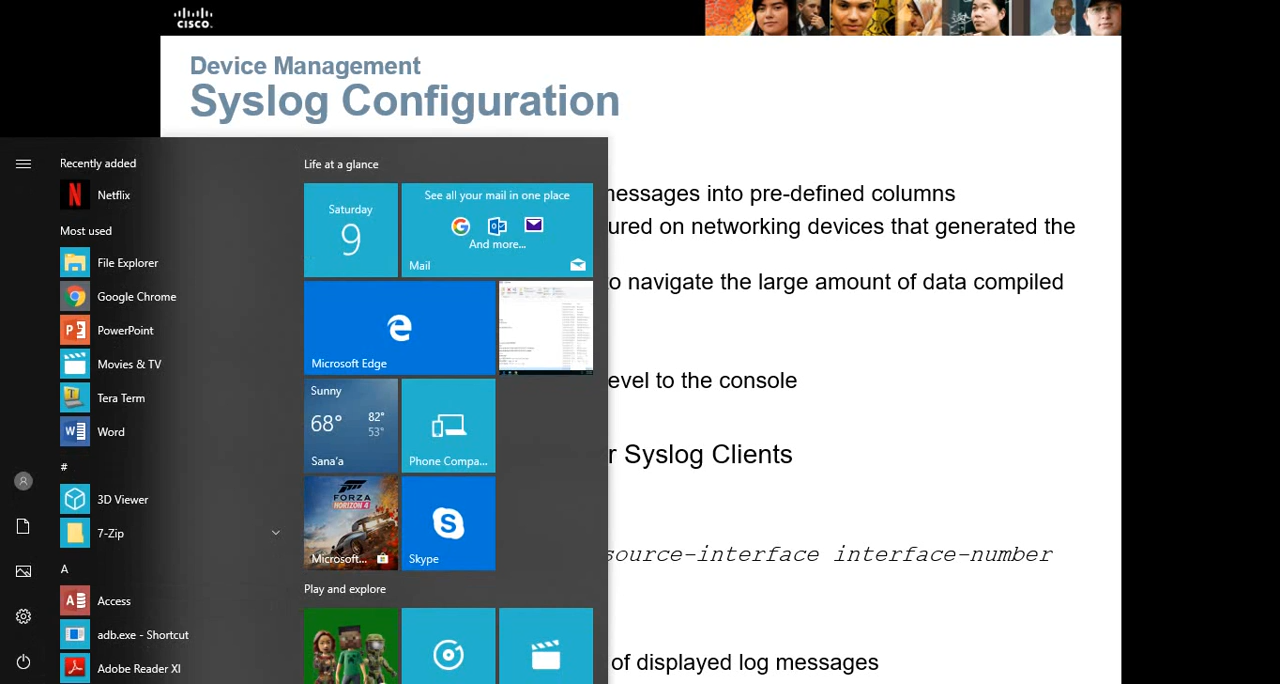 CISCO.
Device Management
Syslog Configuration
messages into pre-defined columns
ured on networking devices that generated the
o navigate the large amount of data compiled
evel to the console
r Syslog Clients
source-interface interface-number
of displayed log messages
Recently added
Netflix
Most used
File Explorer
Google Chrome
PowerPoint
Movies & TV
Tera Term
Word
#
3D Viewer
7-Zip
A
Access
adb.exe - Shortcut
Adobe Reader XI
Life at a glance
Saturday
9
See all your mail in one place
And more...
Mail
Microsoft Edge
Sunny
68° 82°
53°
Sana'a
Phone Compa...
FORZA
HORIZON 4
Microsoft...
Skype
Play and explore